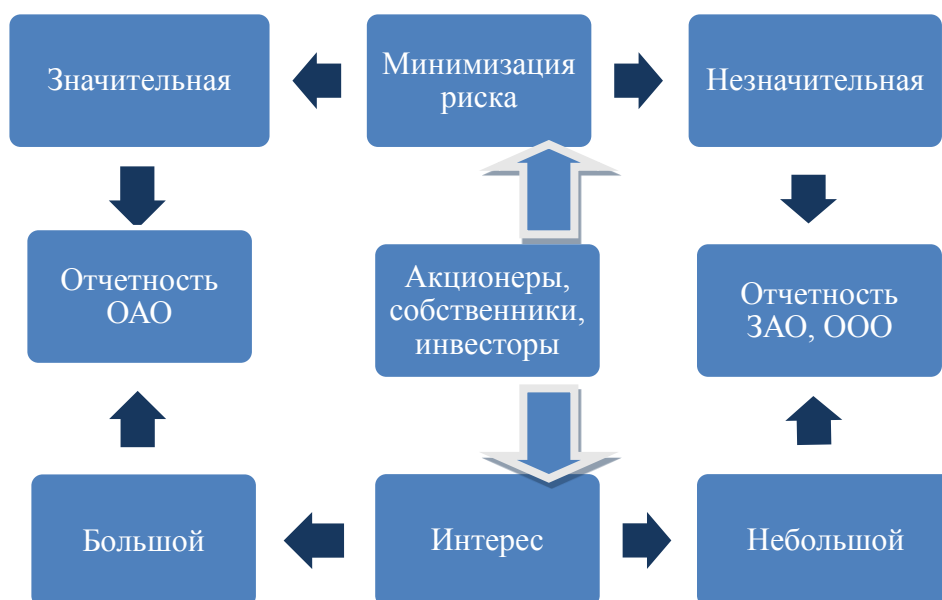 Значительная
Минимизация
риска
Незначительная
Отчетность
ОАО
Акционеры,
собственники,
инвесторы
Отчетность
ЗАО, ООО
Большой
Интерес
Небольшой